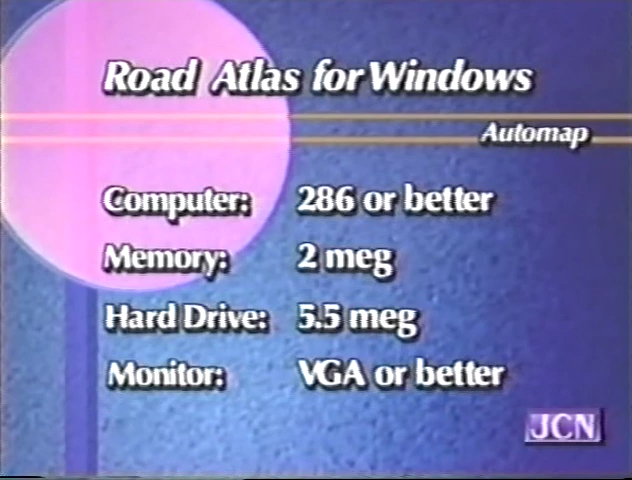 Road Atlas for Windows
Automap
Computer: 286 or better
Memory: 2 meg
Hard Drive: 5.5 meg
Monitor: VGA or better
JCN